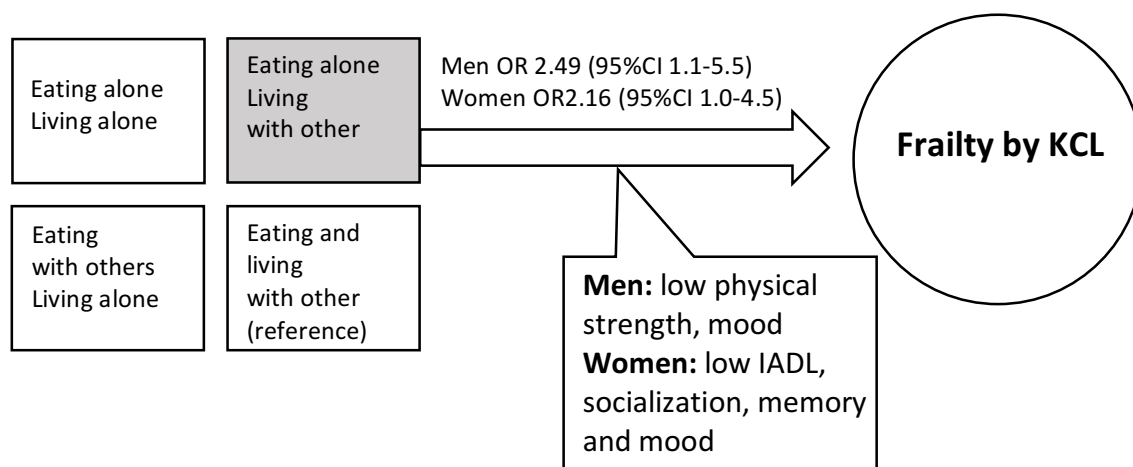 Eating alone
Living alone
Eating alone
Living
with other
Men OR 2.49 (95%CI 1.1-5.5)
Women OR2.16 (95%CI 1.0-4.5)
Frailty by KCL
Eating
with others
Living alone
Eating and
living
with other
(reference)
Men: low physical
strength, mood
Women: low IADL,
socialization, memory
and mood